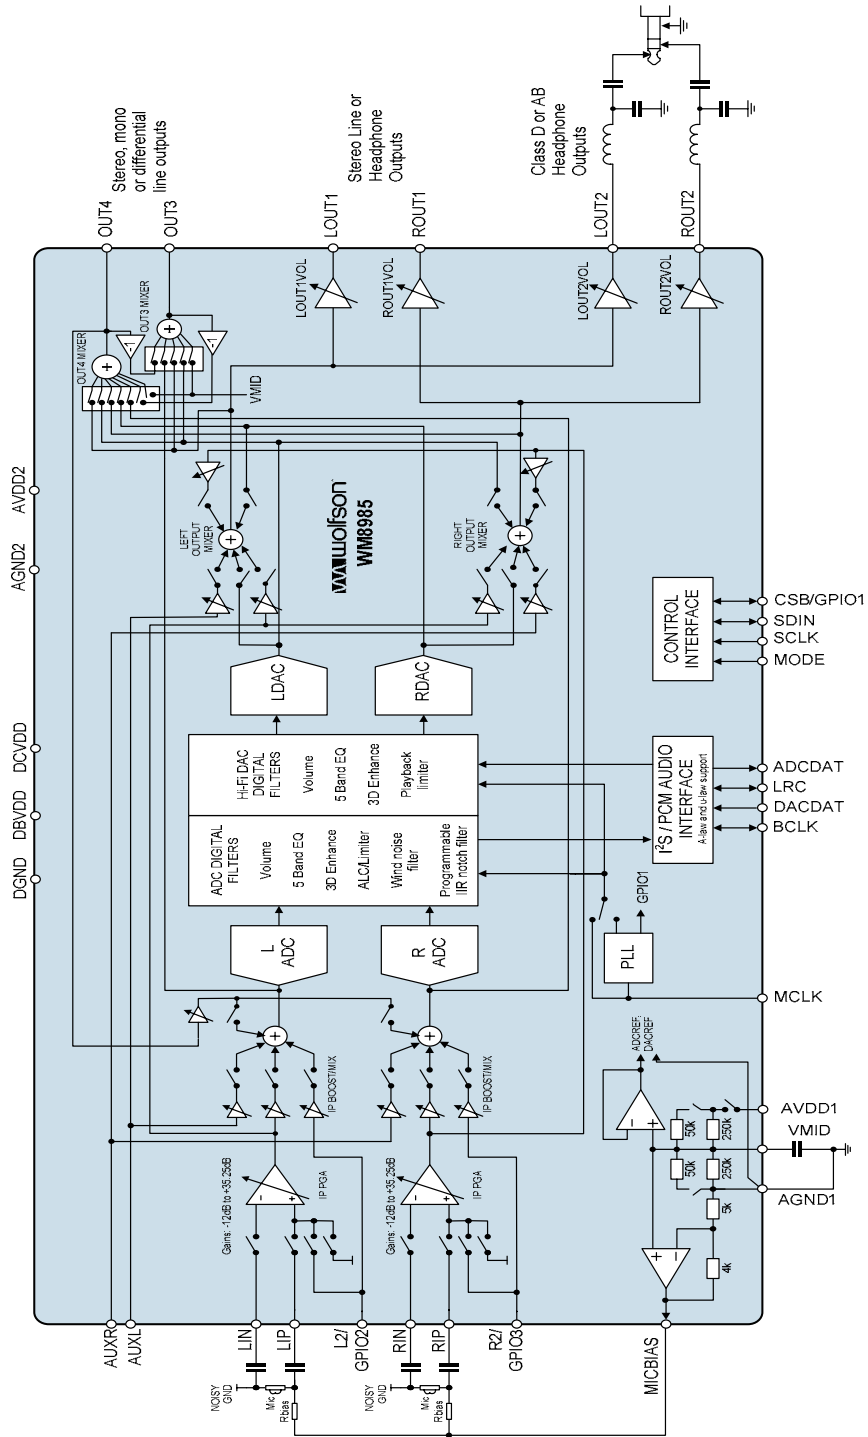 Stereo, mono
or differential
line outputs
Stereo Line or
Headphone
Outputs
Class D or AB
Headphone
Outputs
OUT4
OUT3
LOUT1
ROUT1
LOUT2
ROUT2
OUT4 MIXER
OUT3 MIXER
-1
-1
+
+
VMID
LOUT1VOL
ROUT1VOL
LOUT2VOL
ROUT2VOL
AVDD2
AGND2
DCVDD
DBVDD
DGND
LEFT
OUTPUT
MIXER
+
wolfson
WM8985
RIGHT
OUTPUT
MIXER
+
LDAC
RDAC
Hi-Fi DAC
DIGITAL
FILTERS
Volume
5 Band EQ
3D Enhance
Playback
limiter
ADC DIGITAL
FILTERS
Volume
5 Band EQ
3D Enhance
ALC/Limiter
Wind noise
filter
Programmable
IIR notch filter
CONTROL
INTERFACE
CSB/GPIO1
SDIN
SCLK
MODE
I²S / PCM AUDIO
INTERFACE
A-law and u-law support
ADCDAT
LRC
DACDAT
BCLK
L
ADC
R
ADC
PLL
GPIO1
MCLK
+
+
IP BOOST/MIX
IP BOOST/MIX
ADCREF
DACREF
-
+
50k
250k
50k
250k
5k
4k
AVDD1
VMID
AGND1
+
-
Gains: -12dB to +35.25dB
-
+
IP PGA
Gains: -12dB to +35.25dB
-
+
IP PGA
AUXR
AUXL
LIN
LIP
L2/
GPIO2
RIN
RIP
R2/
GPIO3
MICBIAS
NOISY
GND
Mic
Rbias
NOISY
GND
Mic
Rbias